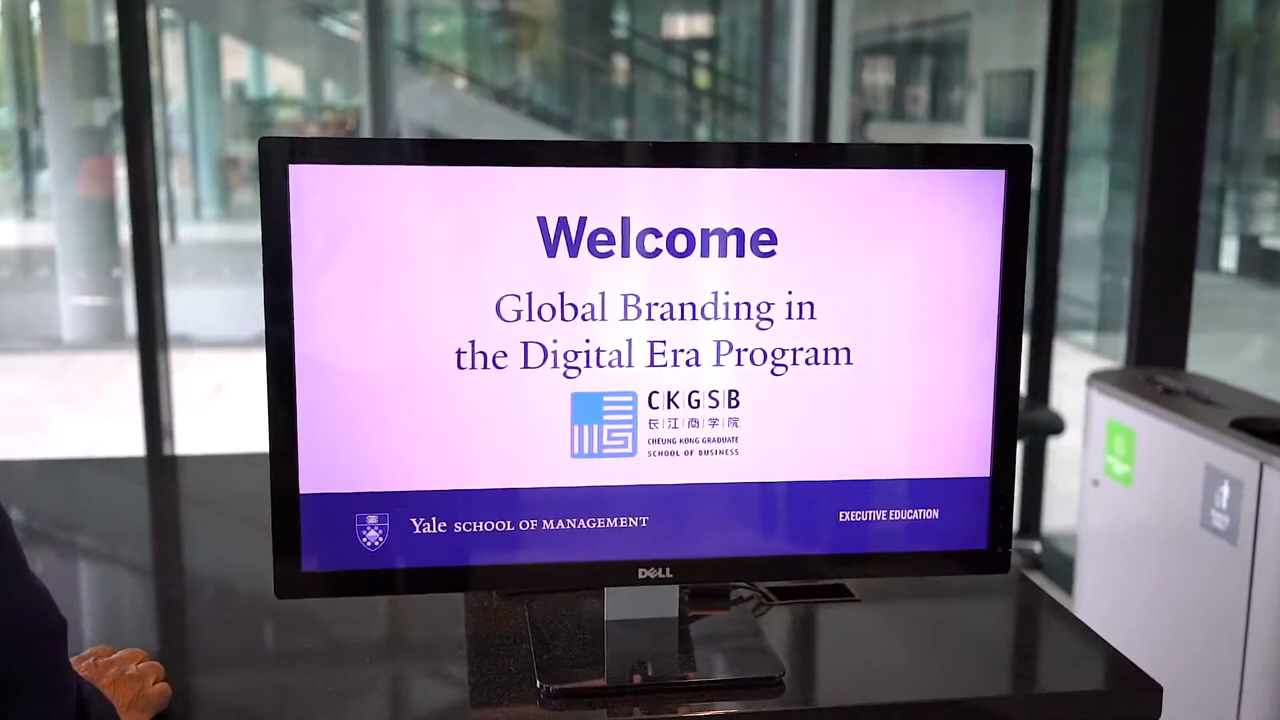 Welcome
Global Branding in
the Digital Era Program
CKGSB
长江商学院
CHEUNG KONG GRADUATE
SCHOOL OF BUSINESS
Yale SCHOOL OF MANAGEMENT
EXECUTIVE EDUCATION
DELL